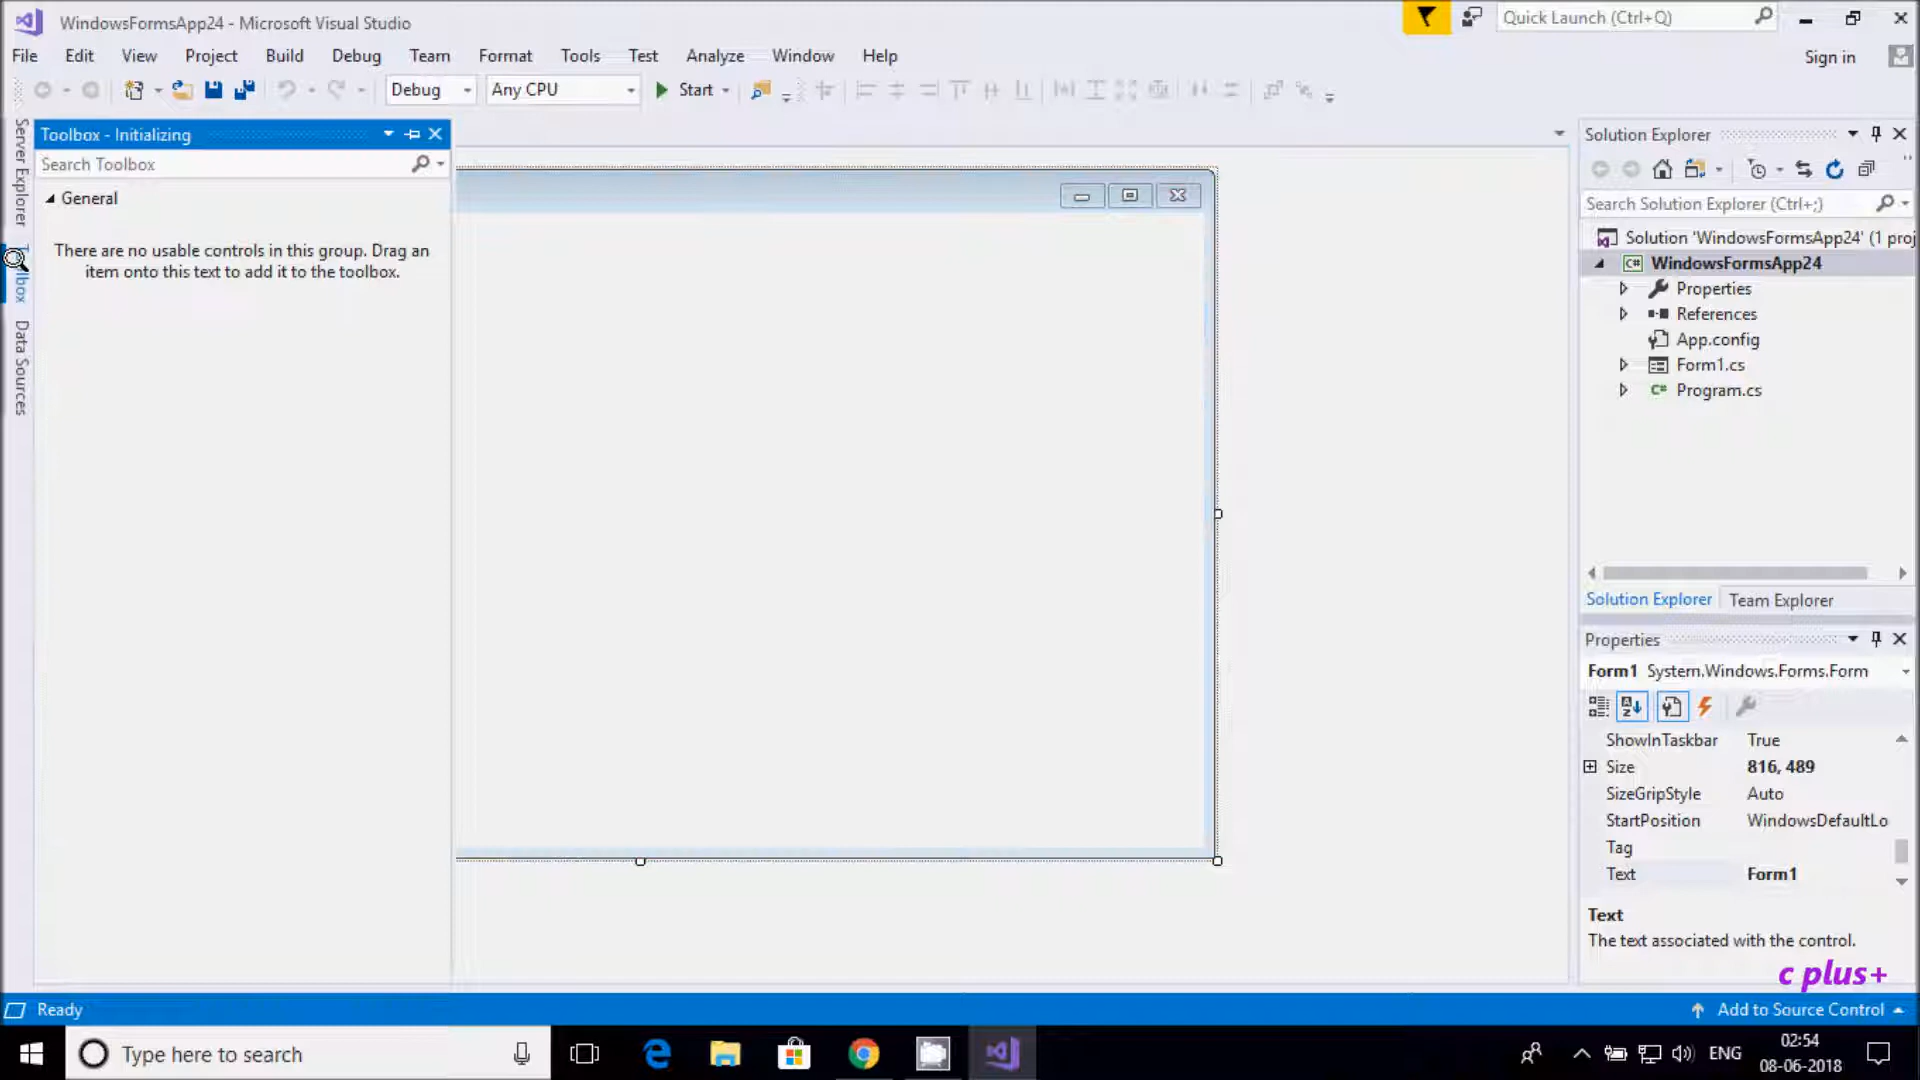 WindowsFormsApp24 - Microsoft Visual Studio
Quick Launch (Ctrl+Q)
File Edit View Project Build Debug Team Format Tools Test Analyze Window Help
Sign in
Debug Any CPU Start
Server Explorer
Toolbox
Data Sources
Toolbox - Initializing
Search Toolbox
General
There are no usable controls in this group. Drag an
item onto this text to add it to the toolbox.
Solution Explorer
Search Solution Explorer (Ctrl+;)
Solution 'WindowsFormsApp24' (1 proj
C# WindowsFormsApp24
Properties
References
App.config
Form1.cs
C# Program.cs
Solution Explorer Team Explorer
Properties
Form1 System.Windows.Forms.Form
ShowInTaskbar True
Size 816, 489
SizeGripStyle Auto
StartPosition WindowsDefaultLo
Tag
Text Form1
Text
The text associated with the control.
c plus+
Ready
Add to Source Control
Type here to search
ENG
02:54
08-06-2018